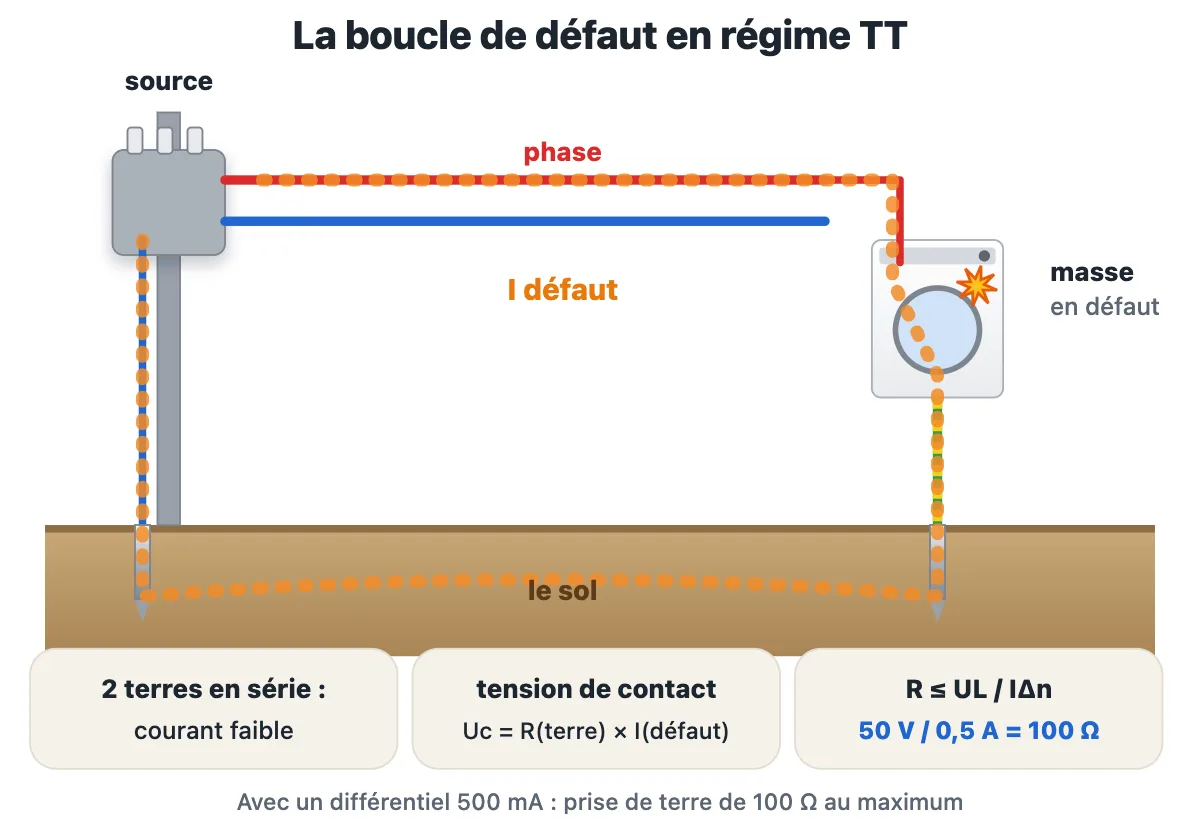 La boucle de défaut en régime TT
source
phase
I défaut
masse
en défaut
le sol
2 terres en série :
courant faible
tension de contact
Uc = R(terre) × I(défaut)
R ≤ UL / IΔn
50 V / 0,5 A = 100 Ω
Avec un différentiel 500 mA : prise de terre de 100 Ω au maximum